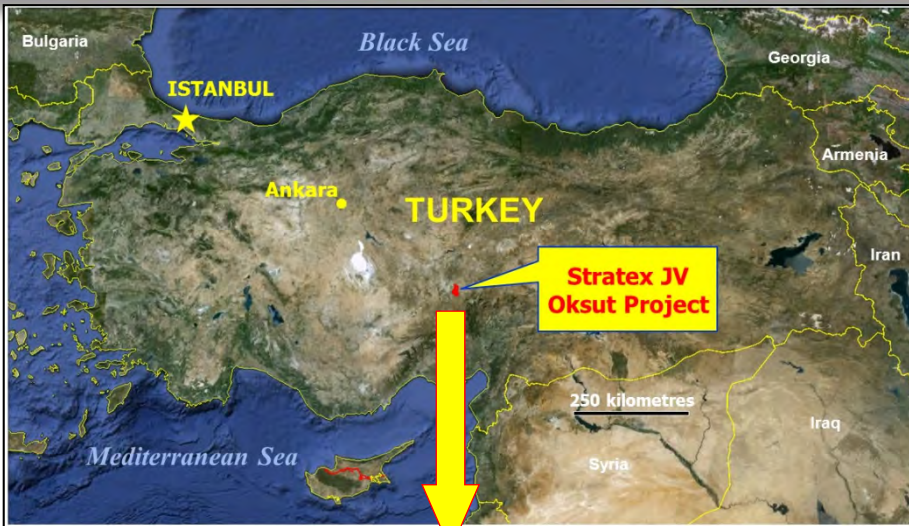 Bulgaria
Black Sea
Georgia
ISTANBUL
Armenia
Ankara
TURKEY
Iran
Stratex JV
Oksut Project
250 kilometres
Iraq
Mediterranean Sea
Syria